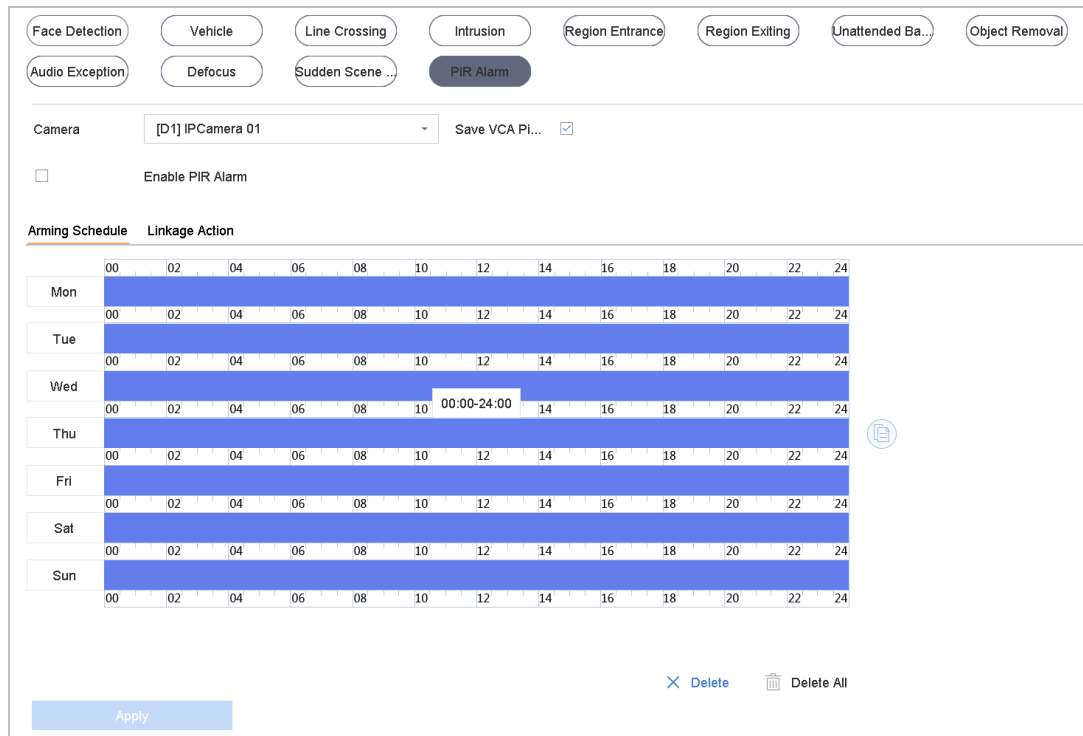 Face Detection Vehicle Line Crossing Intrusion Region Entrance Region Exiting Unattended Ba... Object Removal
Audio Exception Defocus Sudden Scene ... PIR Alarm
Camera [D1] IPCamera 01 Save VCA Pi...
Enable PIR Alarm
Arming Schedule Linkage Action
00 02 04 06 08 10 12 14 16 18 20 22 24
Mon
00 02 04 06 08 10 12 14 16 18 20 22 24
Tue
00 02 04 06 08 10 12 14 16 18 20 22 24
Wed
00 02 04 06 08 10 00:00-24:00 14 16 18 20 22 24
Thu
00 02 04 06 08 10 12 14 16 18 20 22 24
Fri
00 02 04 06 08 10 12 14 16 18 20 22 24
Sat
00 02 04 06 08 10 12 14 16 18 20 22 24
Sun
00 02 04 06 08 10 12 14 16 18 20 22 24
Delete Delete All
Apply